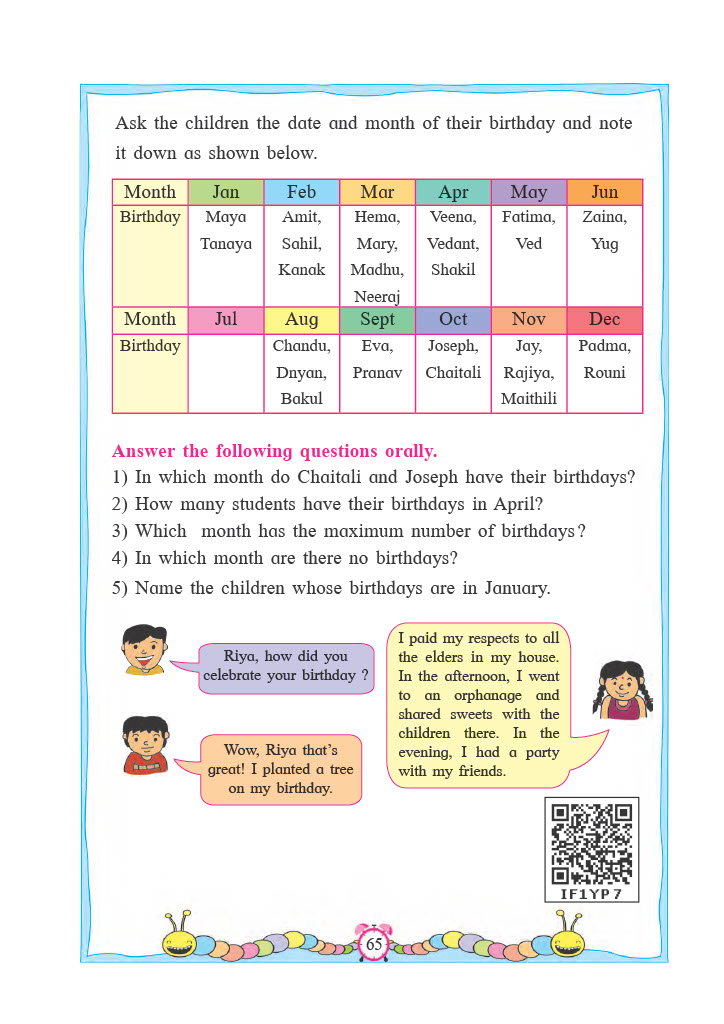 Ask the children the date and month of their birthday and note
it down as shown below.
Month Jan Feb Mar Apr May Jun
Birthday Maya Amit, Hema, Veena, Fatima, Zaina,
Tanaya Sahil, Mary, Vedant, Ved Yug
Kanak Madhu, Shakil
Neeraj
Month Jul Aug Sept Oct Nov Dec
Birthday Chandu, Eva, Joseph, Jay, Padma,
Dnyan, Pranav Chaitali Rajiya, Rouni
Bakul Maithili
Answer the following questions orally.
1) In which month do Chaitali and Joseph have their birthdays?
2) How many students have their birthdays in April?
3) Which month has the maximum number of birthdays?
4) In which month are there no birthdays?
5) Name the children whose birthdays are in January.
Riya, how did you
celebrate your birthday ?
I paid my respects to all
the elders in my house.
In the afternoon, I went
to an orphanage and
shared sweets with the
children there. In the
evening, I had a party
with my friends.
Wow, Riya that's
great! I planted a tree
on my birthday.
IF1YP7
65